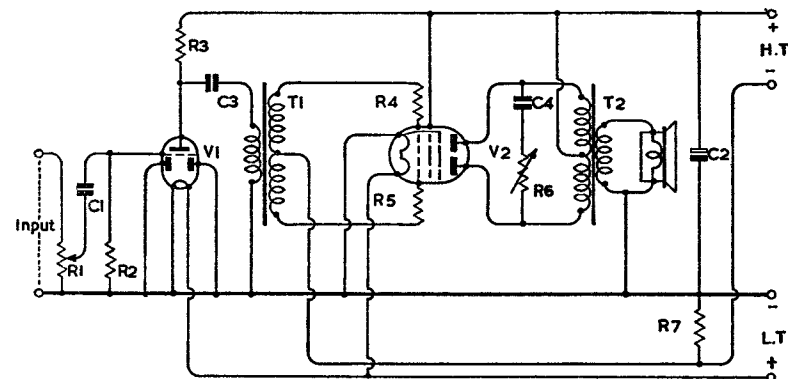 +
H.T
-
R3
C3
T1
R4
C4
T2
V1
V2
C2
C1
R6
R5
Input
R1
R2
-
R7
L.T
+